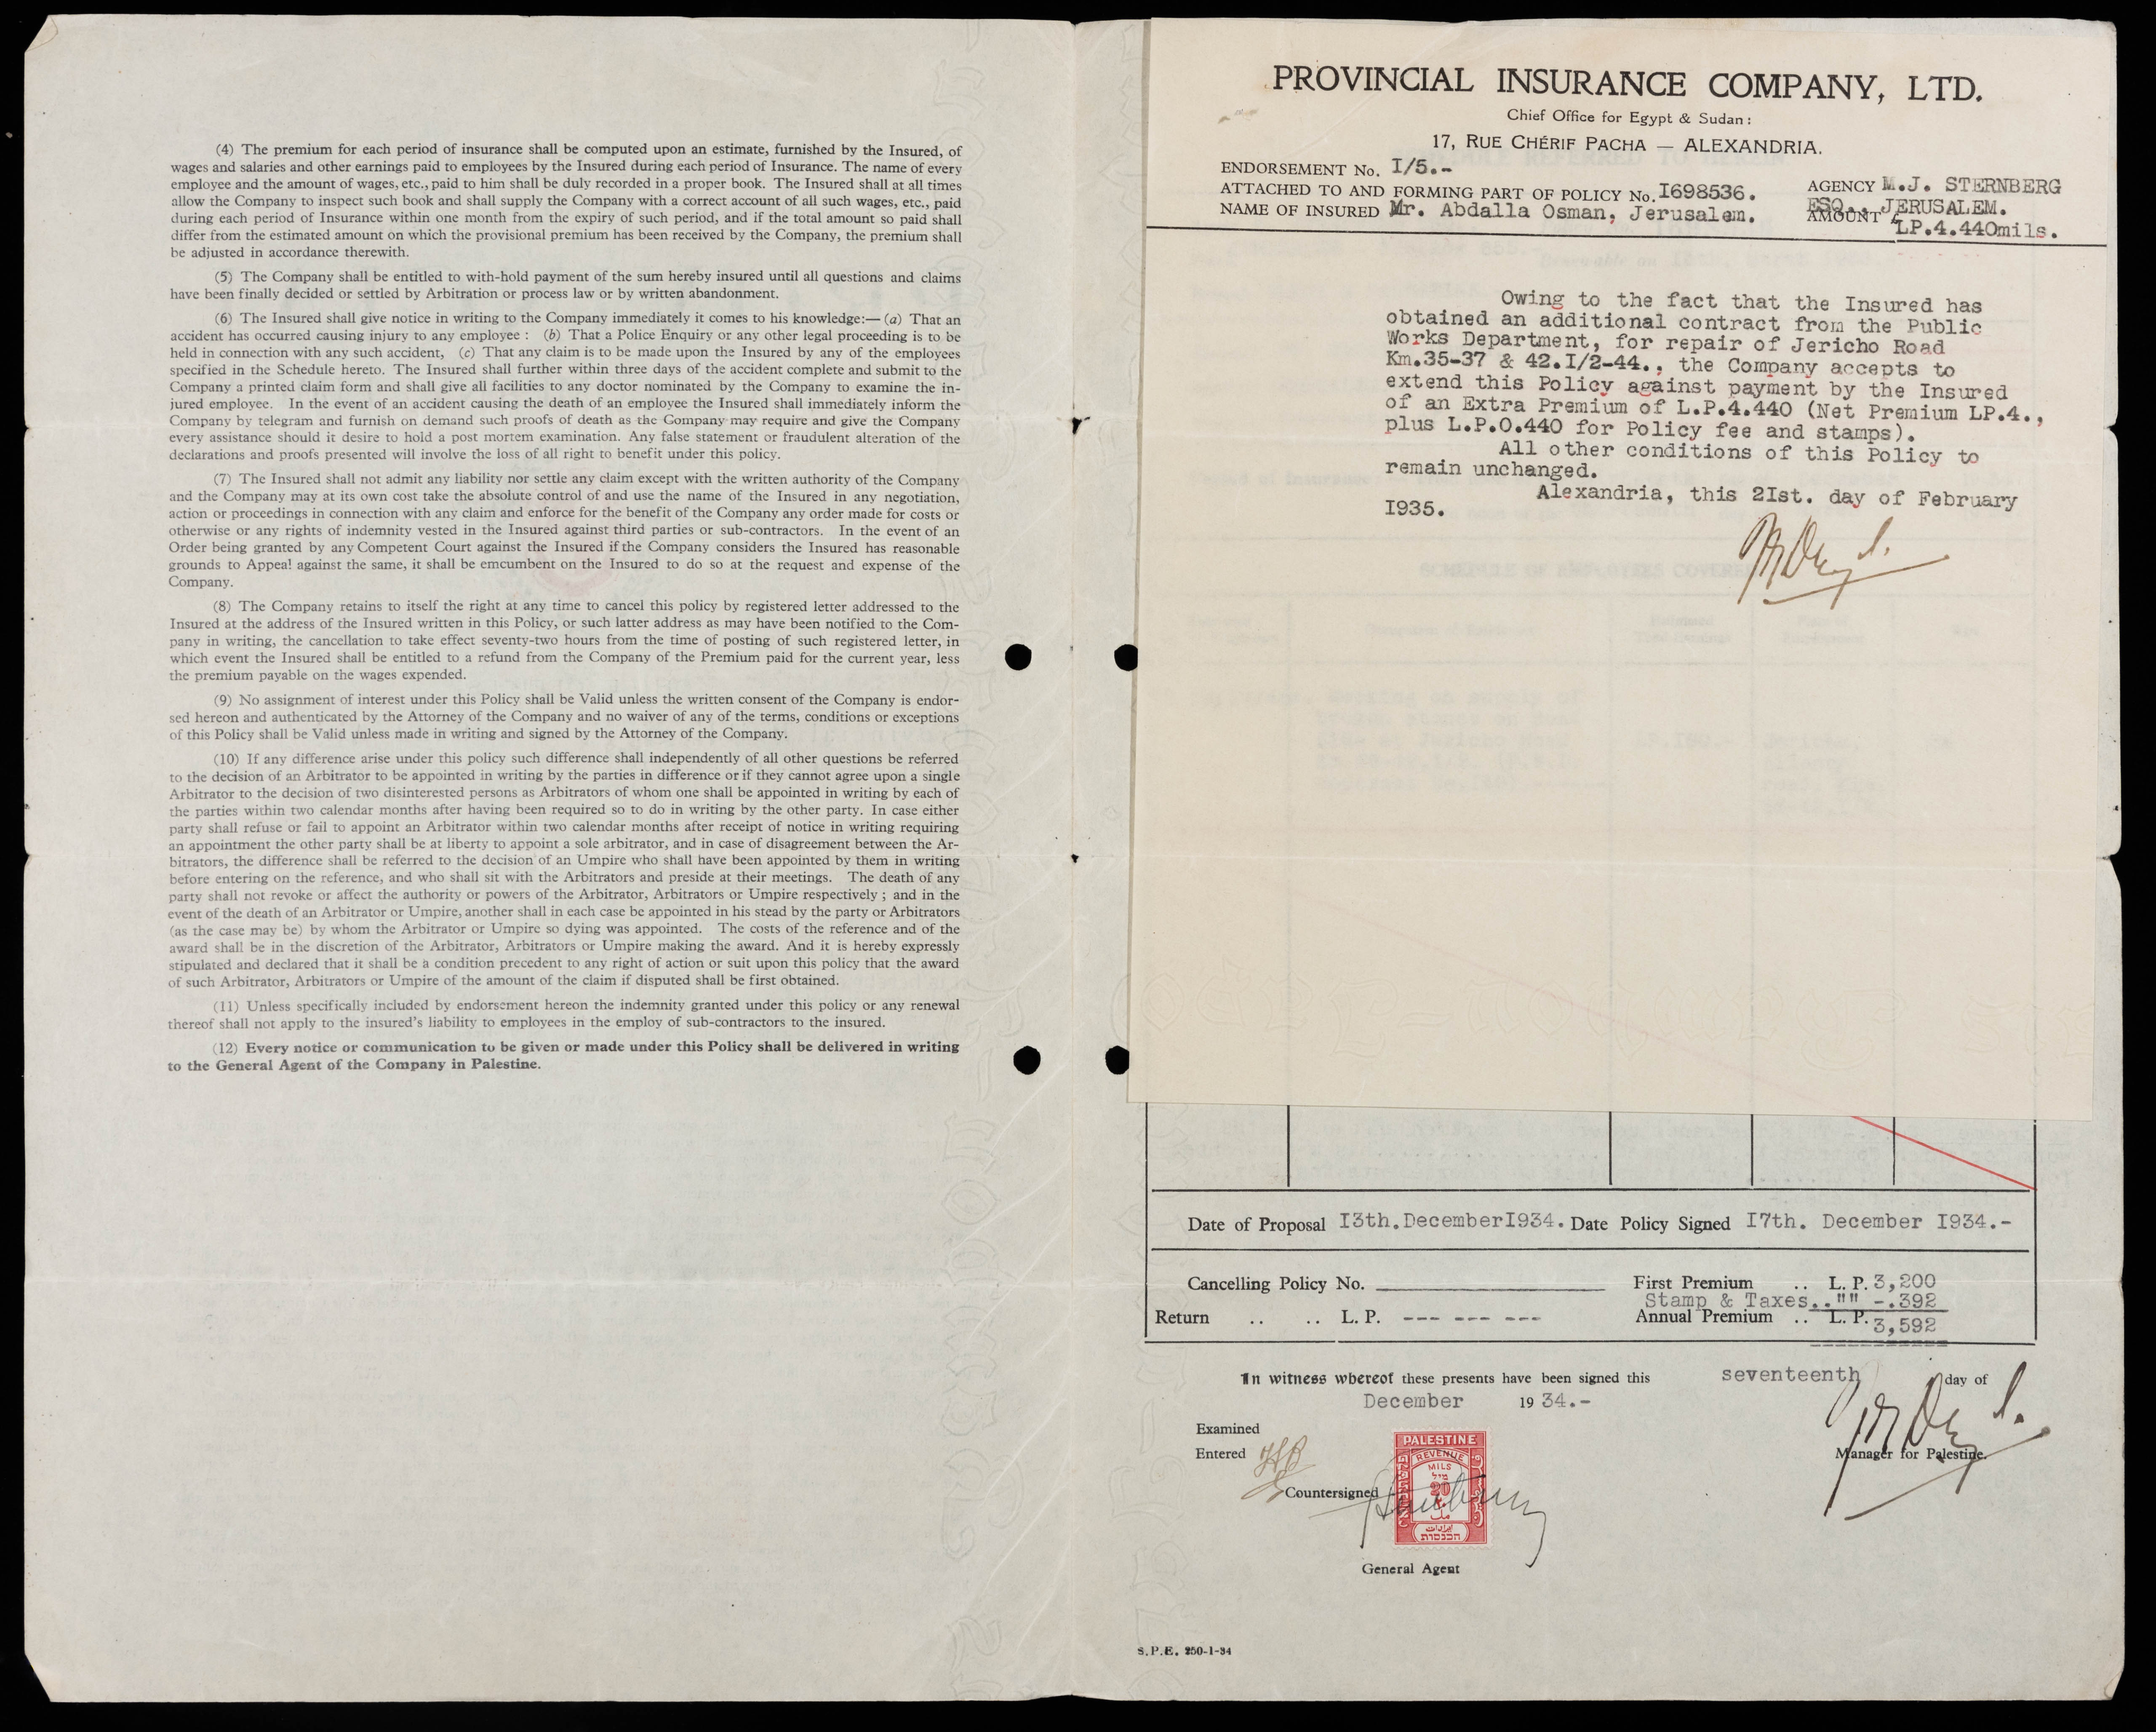 (4) The premium for each period of insurance shall be computed upon an estimate, furnished by the Insured, of
wages and salaries and other earnings paid to employees by the Insured during each period of Insurance. The name of every
employee and the amount of wages, etc., paid to him shall be duly recorded in a proper book. The Insured shall at all times
allow the Company to inspect such book and shall supply the Company with a correct account of all such wages, etc., paid
during each period of Insurance within one month from the expiry of such period, and if the total amount so paid shall
differ from the estimated amount on which the provisional premium has been received by the Company, the premium shall
be adjusted in accordance therewith.
(5) The Company shall be entitled to with-hold payment of the sum hereby insured until all questions and claims
have been finally decided or settled by Arbitration or process law or by written abandonment.
(6) The Insured shall give notice in writing to the Company immediately it comes to his knowledge:— (a) That an
accident has occurred causing injury to any employee : (b) That a Police Enquiry or any other legal proceeding is to be
held in connection with any such accident, (c) That any claim is to be made upon the Insured by any of the employees
specified in the Schedule hereto. The Insured shall further within three days of the accident complete and submit to the
Company a printed claim form and shall give all facilities to any doctor nominated by the Company to examine the in-
jured employee. In the event of an accident causing the death of an employee the Insured shall immediately inform the
Company by telegram and furnish on demand such proofs of death as the Company may require and give the Company
every assistance should it desire to hold a post mortem examination. Any false statement or fraudulent alteration of the
declarations and proofs presented will involve the loss of all right to benefit under this policy.
(7) The Insured shall not admit any liability nor settle any claim except with the written authority of the Company
and the Company may at its own cost take the absolute control of and use the name of the Insured in any negotiation,
action or proceedings in connection with any claim and enforce for the benefit of the Company any order made for costs or
otherwise or any rights of indemnity vested in the Insured against third parties or sub-contractors. In the event of an
Order being granted by any Competent Court against the Insured if the Company considers the Insured has reasonable
grounds to Appeal against the same, it shall be emcumbent on the Insured to do so at the request and expense of the
Company.
(8) The Company retains to itself the right at any time to cancel this policy by registered letter addressed to the
Insured at the address of the Insured written in this Policy, or such latter address as may have been notified to the Com-
pany in writing, the cancellation to take effect seventy-two hours from the time of posting of such registered letter, in
which event the Insured shall be entitled to a refund from the Company of the Premium paid for the current year, less
the premium payable on the wages expended.
(9) No assignment of interest under this Policy shall be Valid unless the written consent of the Company is endor-
sed hereon and authenticated by the Attorney of the Company and no waiver of any of the terms, conditions or exceptions
of this Policy shall be Valid unless made in writing and signed by the Attorney of the Company.
(10) If any difference arise under this policy such difference shall independently of all other questions be referred
to the decision of an Arbitrator to be appointed in writing by the parties in difference or if they cannot agree upon a single
Arbitrator to the decision of two disinterested persons as Arbitrators of whom one shall be appointed in writing by each of
the parties within two calendar months after having been required so to do in writing by the other party. In case either
party shall refuse or fail to appoint an Arbitrator within two calendar months after receipt of notice in writing requiring
an appointment the other party shall be at liberty to appoint a sole arbitrator, and in case of disagreement between the Ar-
bitrators, the difference shall be referred to the decision of an Umpire who shall have been appointed by them in writing
before entering on the reference, and who shall sit with the Arbitrators and preside at their meetings. The death of any
party shall not revoke or affect the authority or powers of the Arbitrator, Arbitrators or Umpire respectively ; and in the
event of the death of an Arbitrator or Umpire, another shall in each case be appointed in his stead by the party or Arbitrators
(as the case may be) by whom the Arbitrator or Umpire so dying was appointed. The costs of the reference and of the
award shall be in the discretion of the Arbitrator, Arbitrators or Umpire making the award. And it is hereby expressly
stipulated and declared that it shall be a condition precedent to any right of action or suit upon this policy that the award
of such Arbitrator, Arbitrators or Umpire of the amount of the claim if disputed shall be first obtained.
(11) Unless specifically included by endorsement hereon the indemnity granted under this policy or any renewal
thereof shall not apply to the insured's liability to employees in the employ of sub-contractors to the insured.
(12) Every notice or communication to be given or made under this Policy shall be delivered in writing
to the General Agent of the Company in Palestine.
PROVINCIAL INSURANCE COMPANY, LTD.
Chief Office for Egypt & Sudan :
17, RUE CHÉRIF PACHA — ALEXANDRIA.
ENDORSEMENT No. I/5.-
ATTACHED TO AND FORMING PART OF POLICY No. I698536.
NAME OF INSURED Mr. Abdalla Osman, Jerusalem.
AGENCY M.J. STERNBERG
ESQ., JERUSALEM.
AMOUNT £
LP.4.440mils.
Owing to the fact that the Insured has
obtained an additional contract from the Public
Works Department, for repair of Jericho Road
Km.35-37 & 42.I/2-44., the Company accepts to
extend this Policy against payment by the Insured
of an Extra Premium of L.P.4.440 (Net Premium LP.4.,
plus L.P.0.440 for Policy fee and stamps).
All other conditions of this Policy to
remain unchanged.
Alexandria, this 2Ist. day of February
I935.
Date of Proposal I3th.DecemberI934. Date Policy Signed I7th. December I934.-
Cancelling Policy No.
First Premium .. L. P. 3,200
Stamp & Taxes.."" -.392
Return .. .. L. P. --- --- ---
Annual Premium .. L. P. 3,592
In witness whereof these presents have been signed this seventeenth day of
December 19 34.-
Examined
Entered
Manager for Palestine.
Countersigned
PALESTINE
REVENUE
MILS
מיל
20
مل
ايرادات
הכנסות
General Agent
S.P.E. 250-1-34